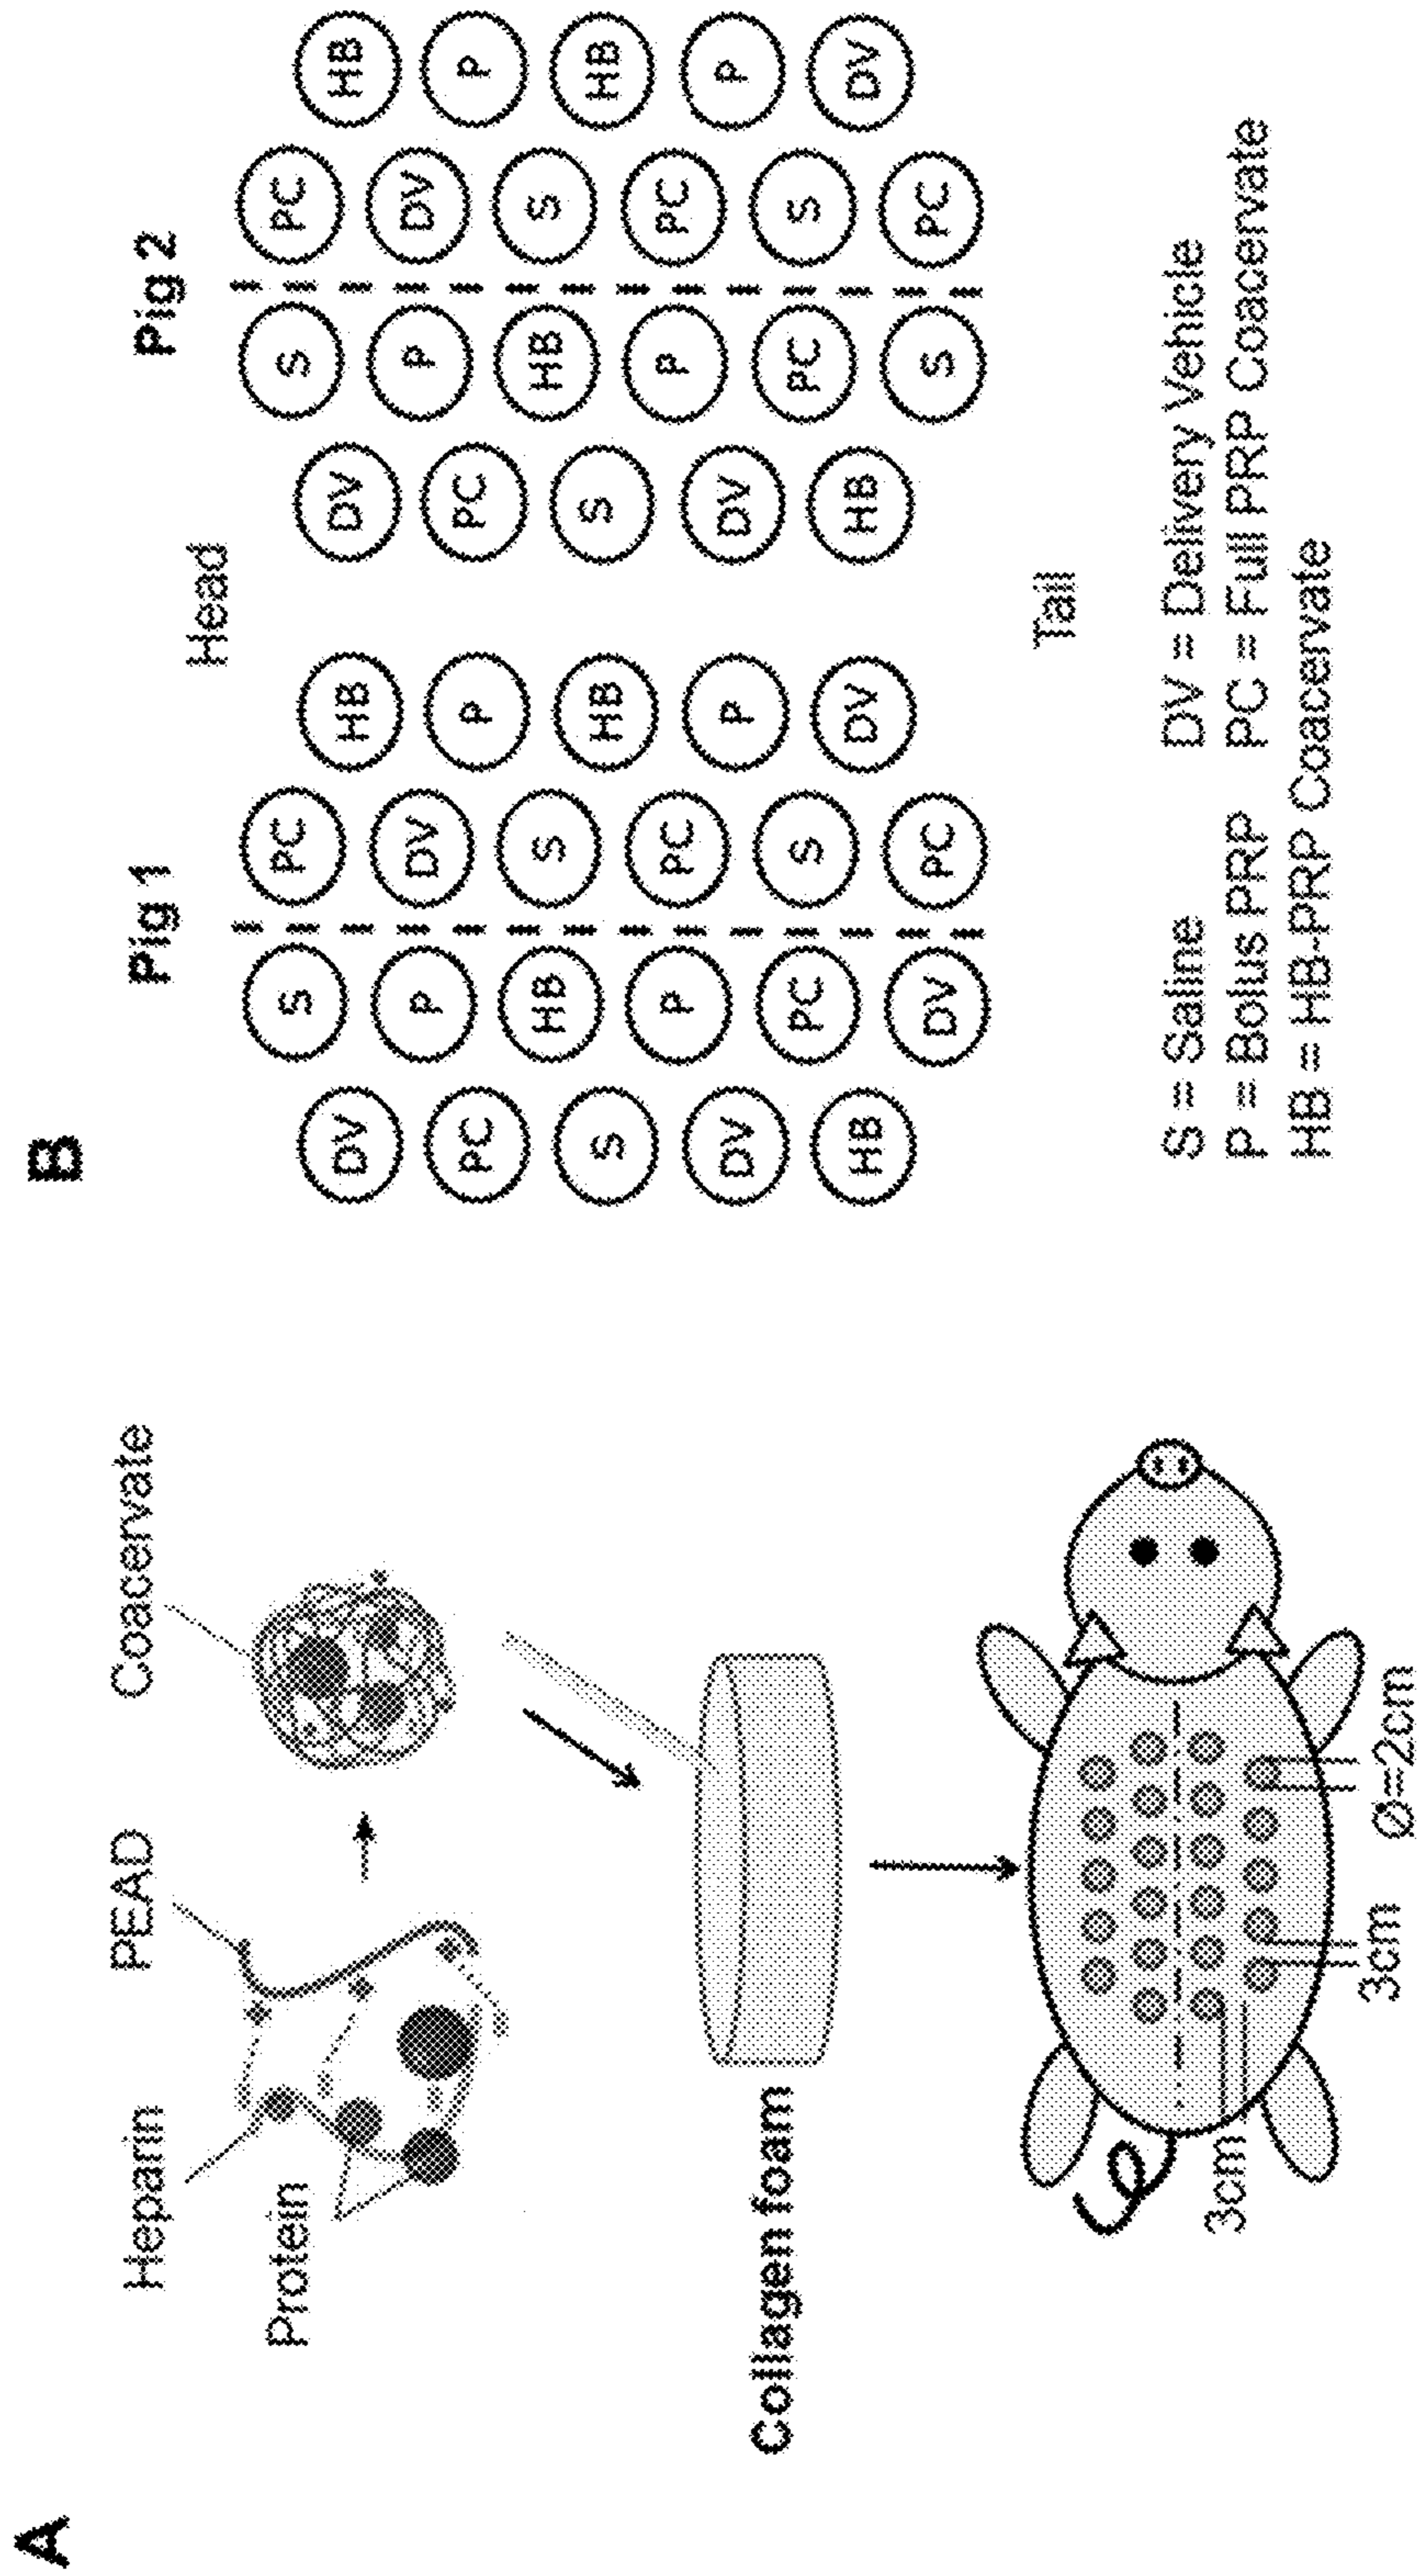 A
Heparin PEAD Coacervate
Protein
Collagen foam
3cm
3cm Ø=2cm
B
Pig 1 Pig 2
Head
S PC S PC
DV HB DV HB
P DV P DV
PC P PC P
HB S HB S
S HB S HB
P PC P PC
DV P DV P
PC S PC S
HB DV HB DV
DV PC S PC
Tail
S = Saline DV = Delivery Vehicle
P = Bolus PRP PC = Full PRP Coacervate
HB = HB-PRP Coacervate